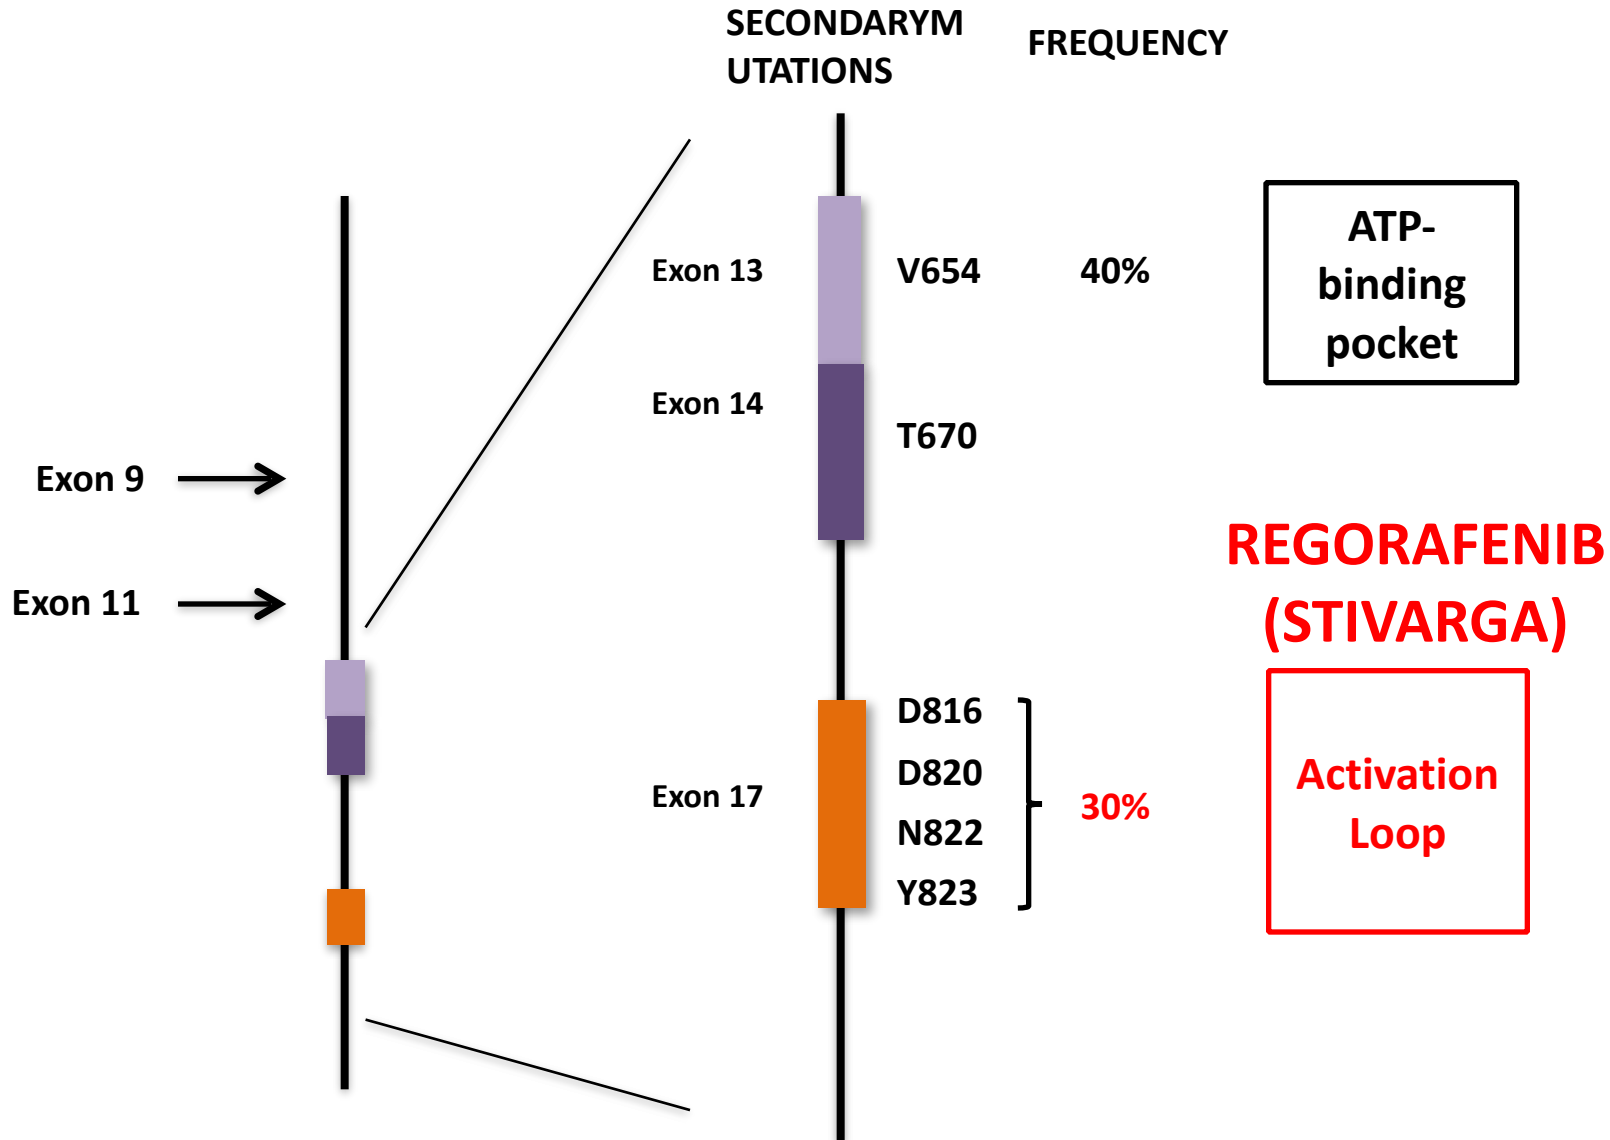 SECONDARYM
UTATIONS
FREQUENCY
Exon 13
V654
40%
ATP-
binding
pocket
Exon 14
T670
Exon 9
Exon 11
REGORAFENIB
(STIVARGA)
Exon 17
D816
D820
N822
Y823
30%
Activation
Loop